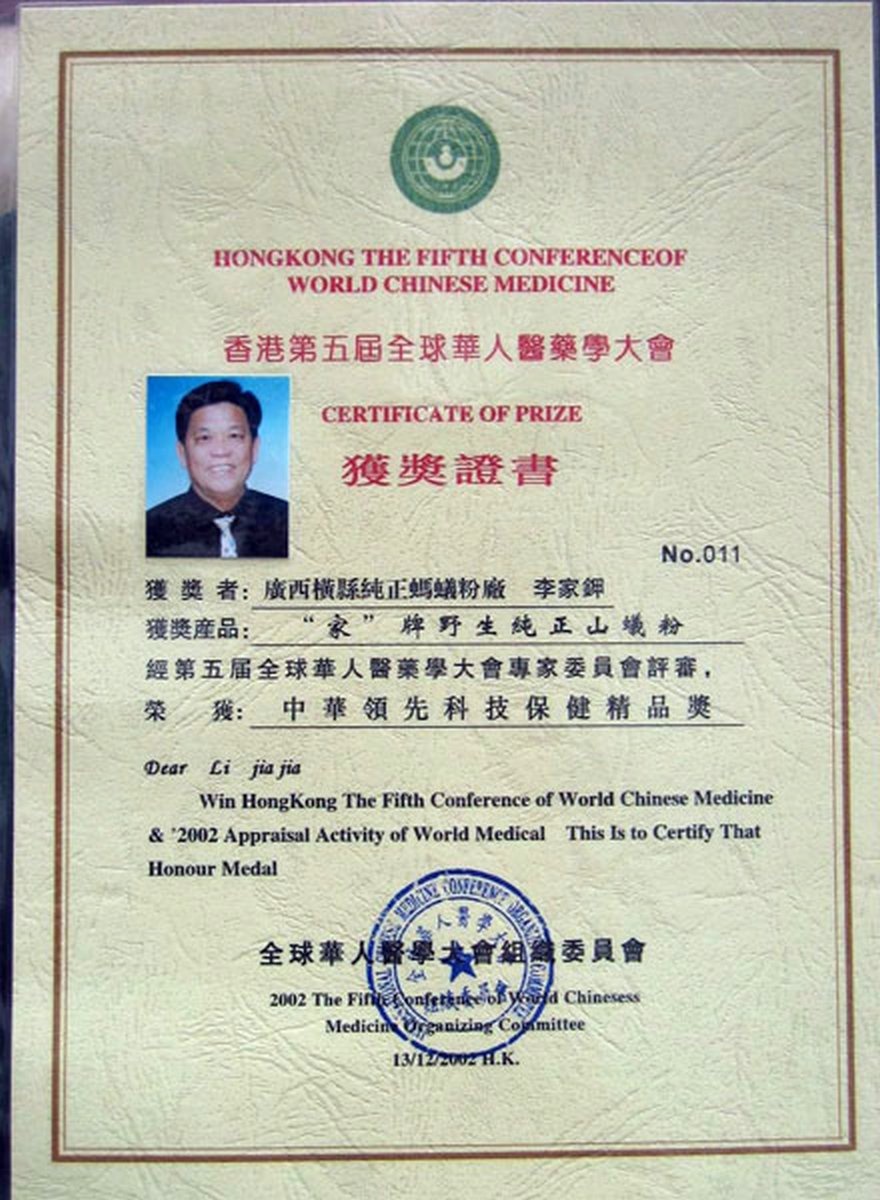 HONGKONG THE FIFTH CONFERENCEOF
WORLD CHINESE MEDICINE
香港第五屆全球華人醫藥學大會
CERTIFICATE OF PRIZE
獲獎證書
No.011
獲 獎 者: 廣西橫縣純正螞蟻粉廠 李家鉀
獲獎産品: “家” 牌野生純正山蟻粉
經第五届全球華人醫藥學大會專家委員會評審,
榮 獲: 中華領先科技保健精品獎
Dear Li jia jia
Win HongKong The Fifth Conference of World Chinese Medicine
& '2002 Appraisal Activity of World Medical This Is to Certify That
Honour Medal
全球華人醫學大會組織委員會
2002 The Fifth Conference of World Chinesess
Medicine Organizing Committee
13/12/2002 H.K.